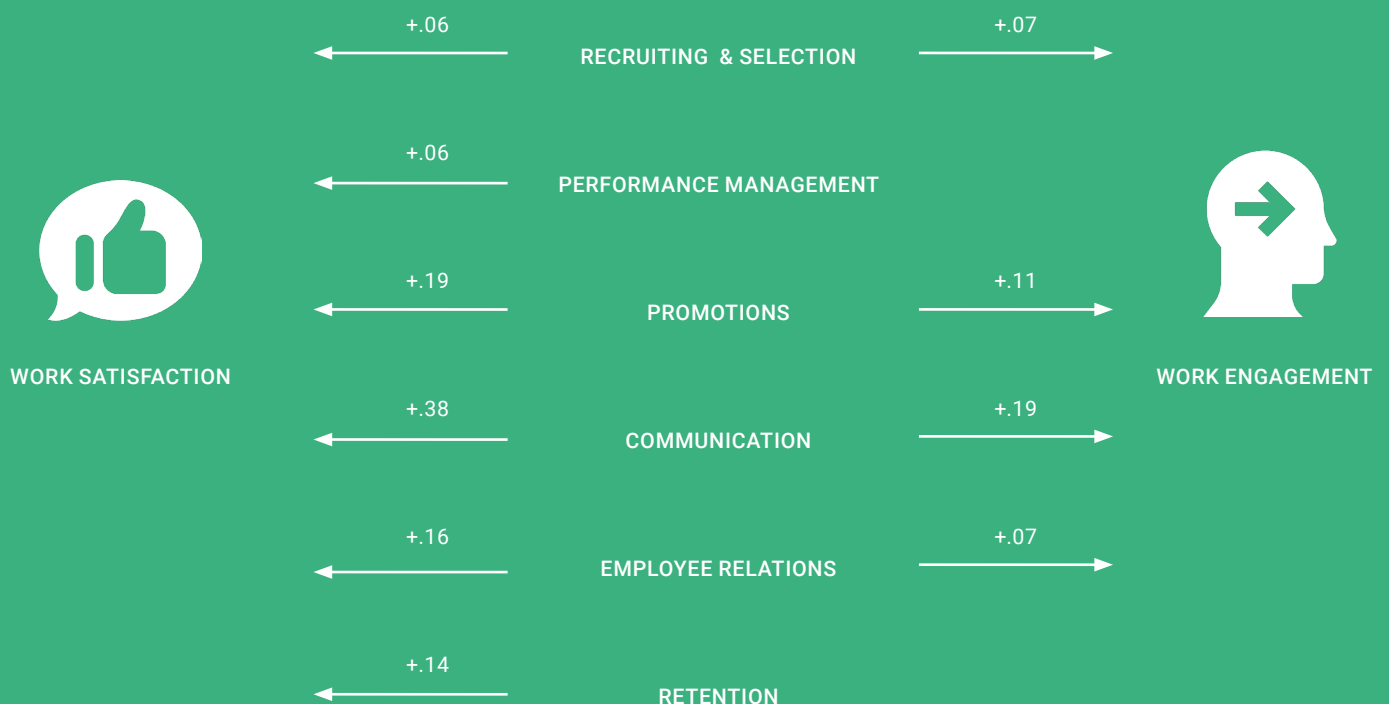 +.06
+.07
RECRUITING & SELECTION
+.06
PERFORMANCE MANAGEMENT
+.19
+.11
PROMOTIONS
WORK SATISFACTION
WORK ENGAGEMENT
+.38
+.19
COMMUNICATION
+.16
+.07
EMPLOYEE RELATIONS
+.14
RETENTION